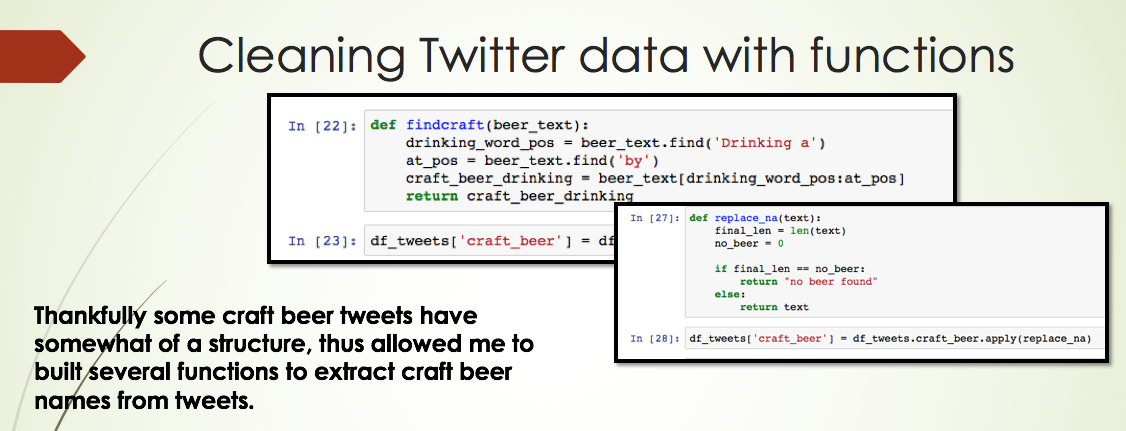 Cleaning Twitter data with functions
In [22]: def findcraft(beer_text):
drinking_word_pos = beer_text.find('Drinking a')
at_pos = beer_text.find('by')
craft_beer_drinking = beer_text[drinking_word_pos:at_pos]
return craft_beer_drinking
In [23]: df_tweets['craft_beer'] = df
In [27]: def replace_na(text):
final_len = len(text)
no_beer = 0
if final_len == no_beer:
return "no beer found"
else:
return text
In [28]: df_tweets['craft_beer'] = df_tweets.craft_beer.apply(replace_na)
Thankfully some craft beer tweets have
somewhat of a structure, thus allowed me to
built several functions to extract craft beer
names from tweets.